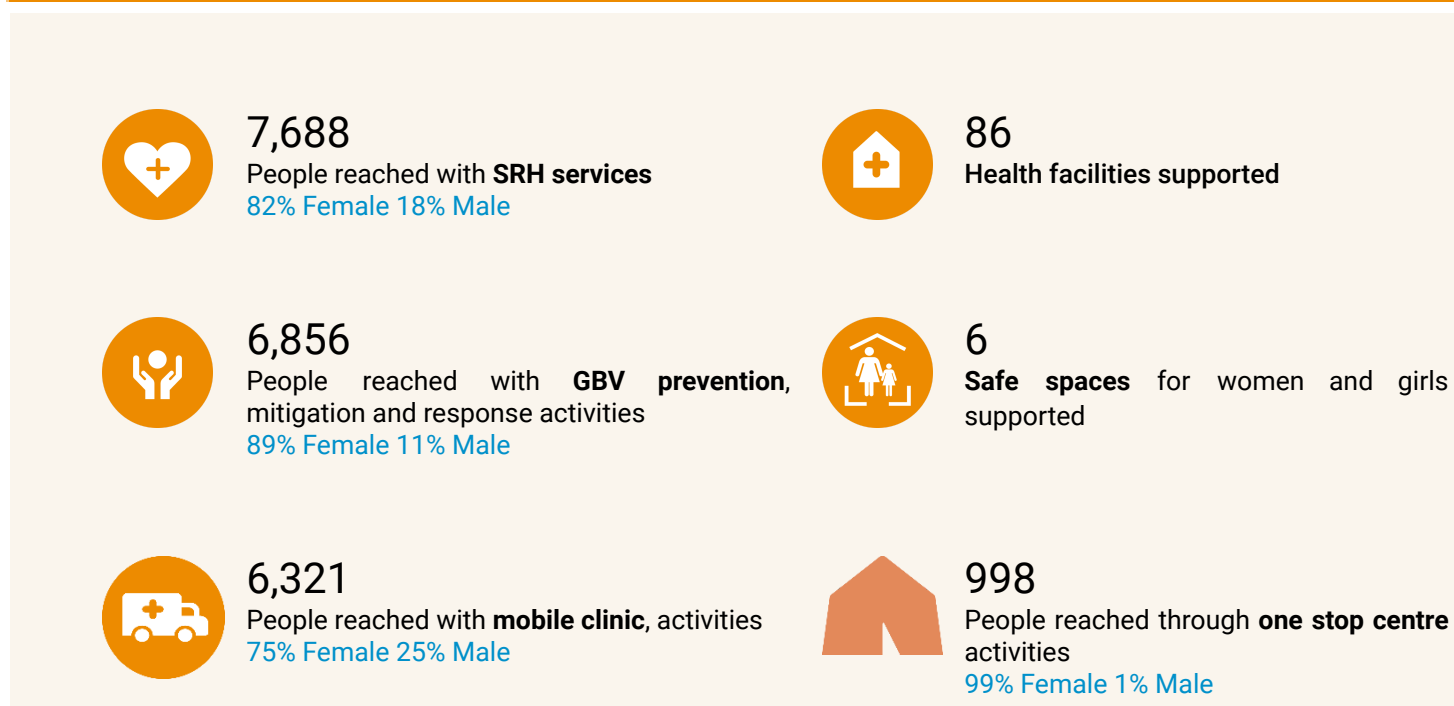 7,688
People reached with SRH services
82% Female 18% Male
86
Health facilities supported
6,856
People reached with GBV prevention,
mitigation and response activities
89% Female 11% Male
6
Safe spaces for women and girls
supported
6,321
People reached with mobile clinic, activities
75% Female 25% Male
998
People reached through one stop centre
activities
99% Female 1% Male